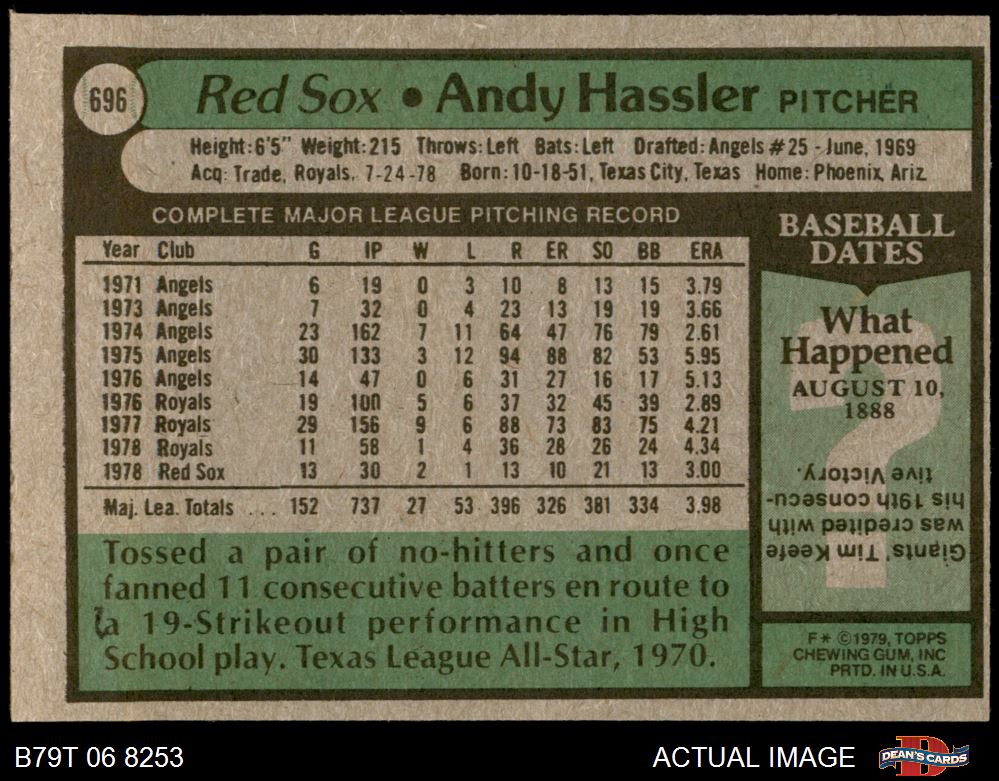 696
Red Sox • Andy Hassler PITCHER
Height: 6'5" Weight: 215 Throws: Left Bats: Left Drafted: Angels #25 - June, 1969
Acq: Trade, Royals, 7-24-78 Born: 10-18-51, Texas City, Texas Home: Phoenix, Ariz.
COMPLETE MAJOR LEAGUE PITCHING RECORD
Year Club G IP W L R ER SO BB ERA
1971 Angels 6 19 0 3 10 8 13 15 3.79
1973 Angels 7 32 0 4 23 13 19 19 3.66
1974 Angels 23 162 7 11 64 47 76 79 2.61
1975 Angels 30 133 3 12 94 88 82 53 5.95
1976 Angels 14 47 0 6 31 27 16 17 5.13
1976 Royals 19 100 5 6 37 32 45 39 2.89
1977 Royals 29 156 9 6 88 73 83 75 4.21
1978 Royals 11 58 1 4 36 28 26 24 4.34
1978 Red Sox 13 30 2 1 13 10 21 13 3.00
Maj. Lea. Totals ... 152 737 27 53 396 326 381 334 3.98
Tossed a pair of no-hitters and once
fanned 11 consecutive batters en route to
a 19-Strikeout performance in High
School play. Texas League All-Star, 1970.
BASEBALL
DATES
What
Happened
AUGUST 10,
1888
?
Giants' Tim Keefe
was credited with
his 19th consecu-
tive Victory.
F* ©1979, TOPPS
CHEWING GUM, INC
PRTD. IN U.S.A.
B79T 06 8253
ACTUAL IMAGE
DEAN'S CARDS